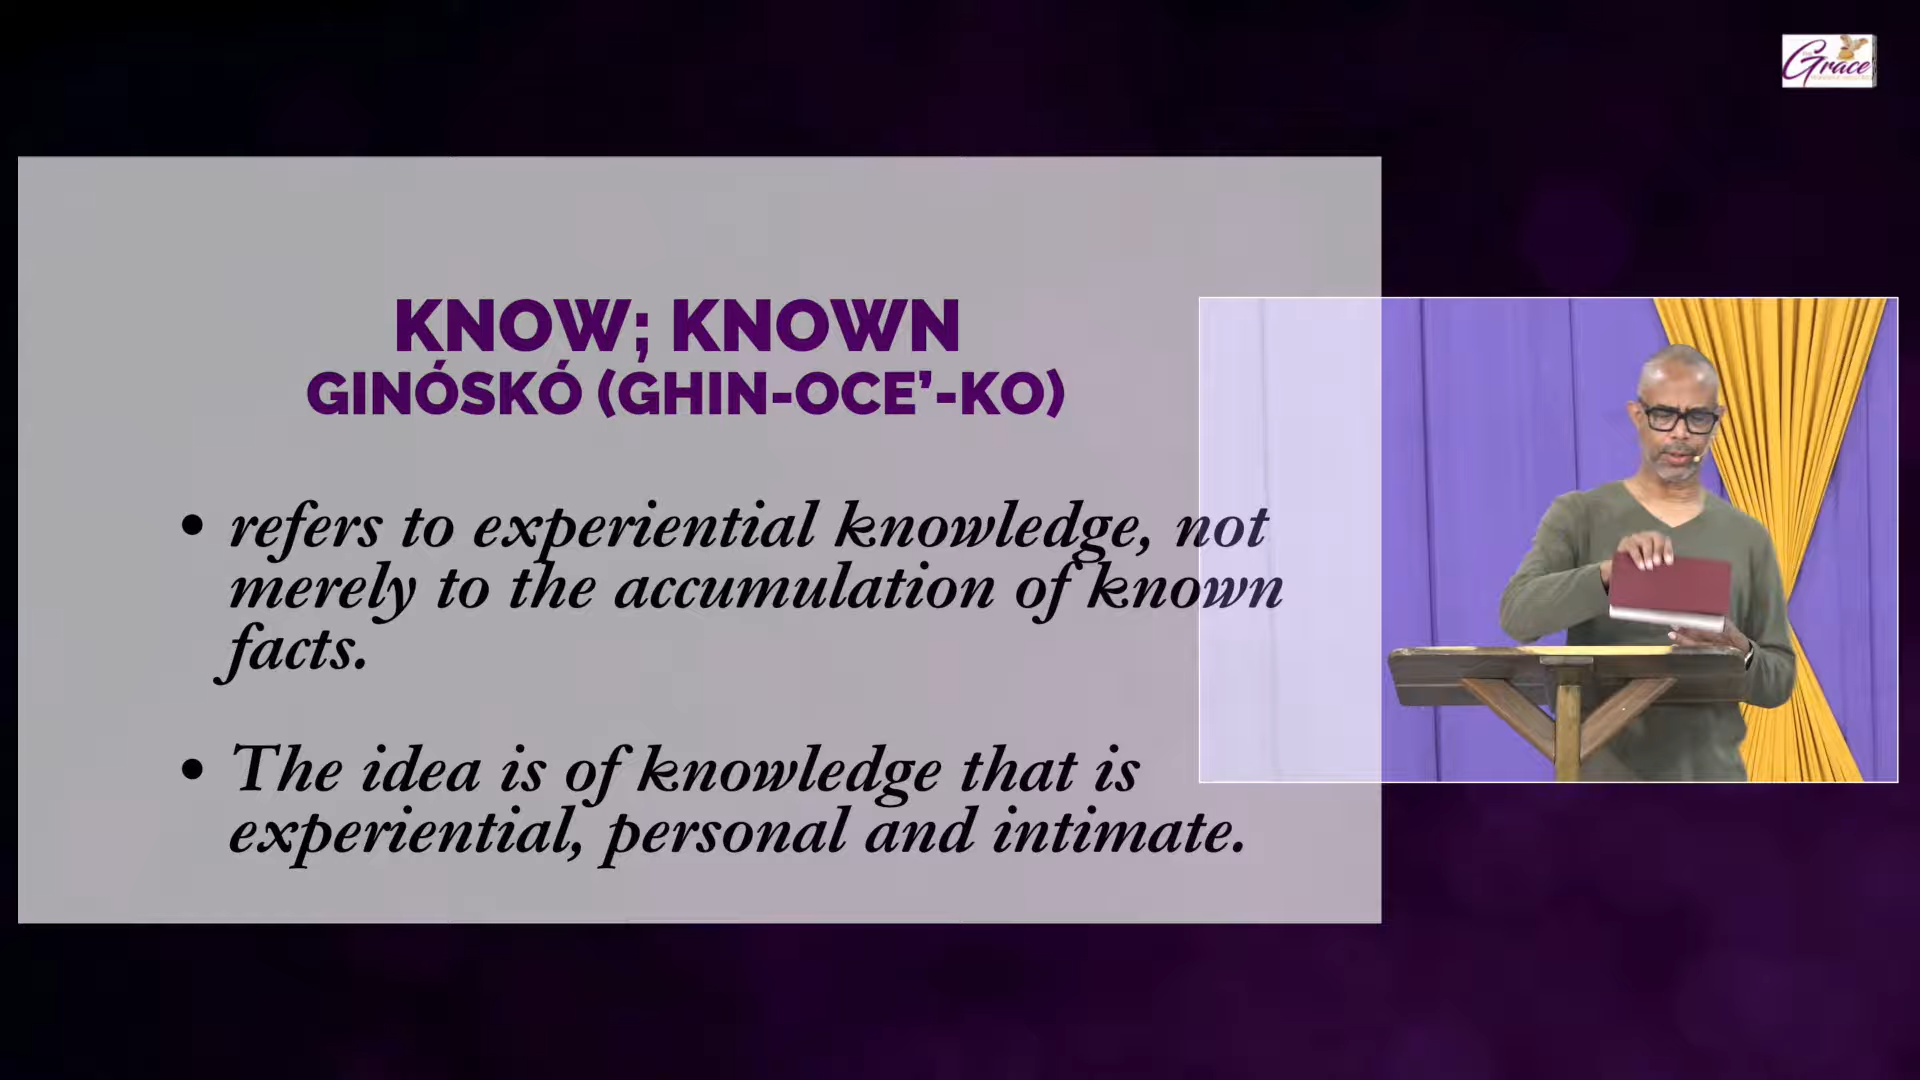 Grace
KNOW; KNOWN
GINÓSKÓ (GHIN-OCE’-KO)
• refers to experiential knowledge, not
merely to the accumulation of known
facts.
• The idea is of knowledge that is
experiential, personal and intimate.